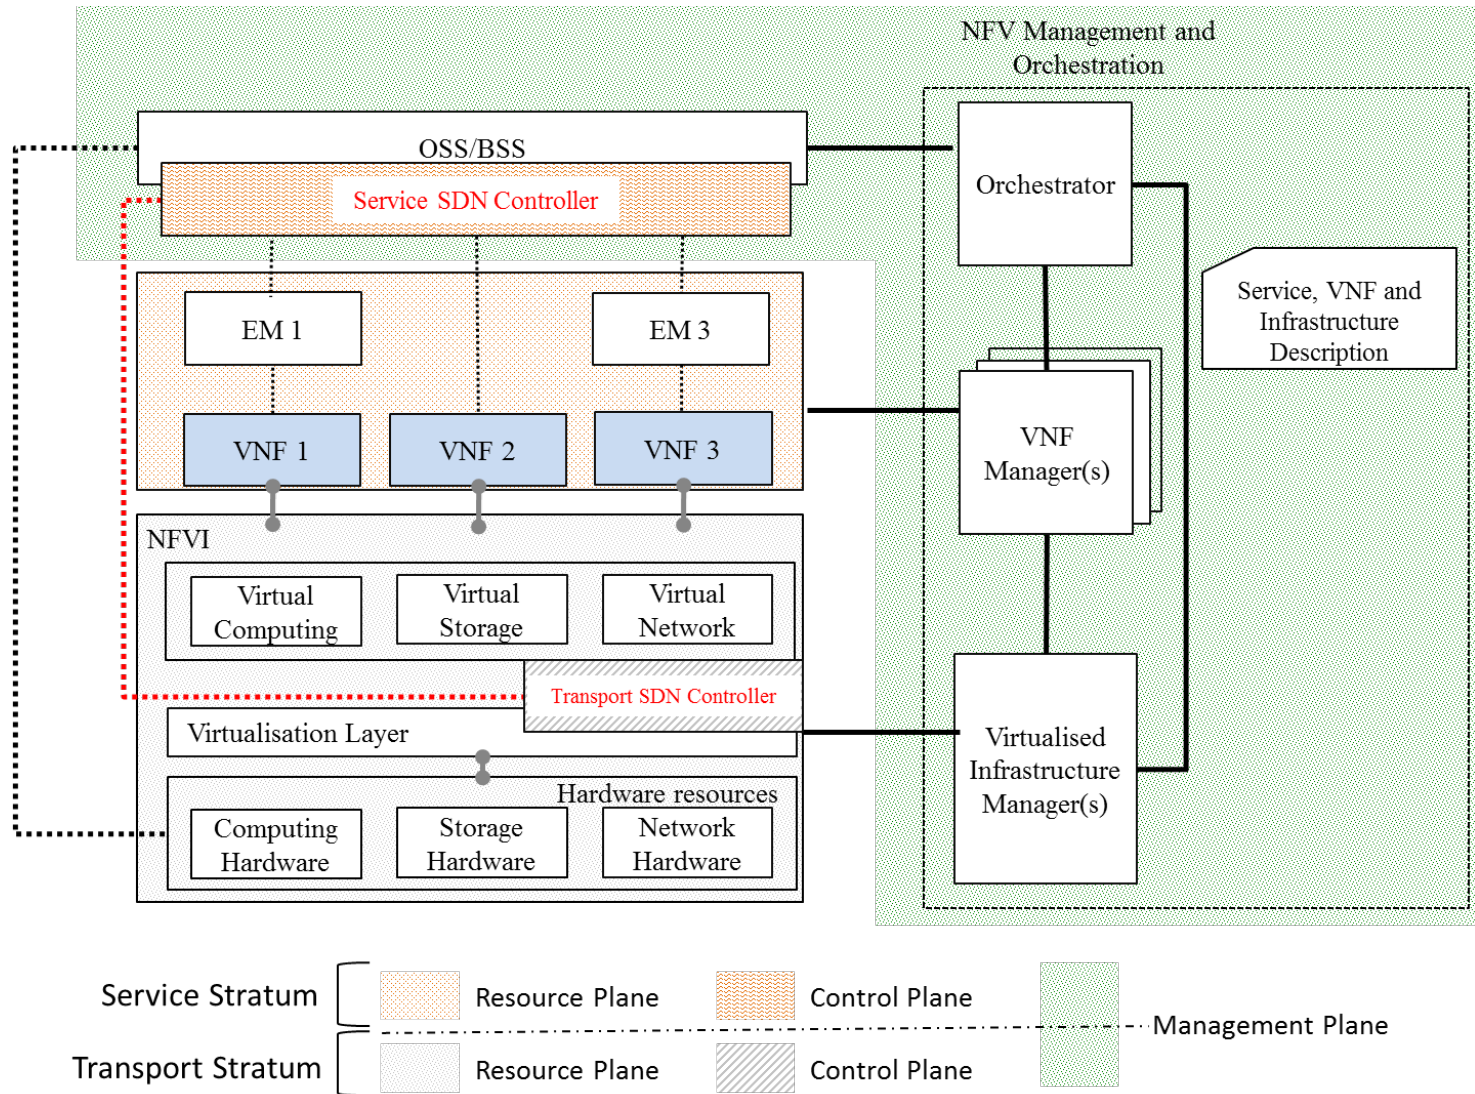 NFV Management and
Orchestration
OSS/BSS
Service SDN Controller
Orchestrator
Service, VNF and
Infrastructure
Description
EM 1
EM 3
VNF 1
VNF 2
VNF 3
VNF
Manager(s)
NFVI
Virtual
Computing
Virtual
Storage
Virtual
Network
Transport SDN Controller
Virtualisation Layer
Virtualised
Infrastructure
Manager(s)
Hardware resources
Computing
Hardware
Storage
Hardware
Network
Hardware
Service Stratum
Resource Plane
Control Plane
Management Plane
Transport Stratum
Resource Plane
Control Plane